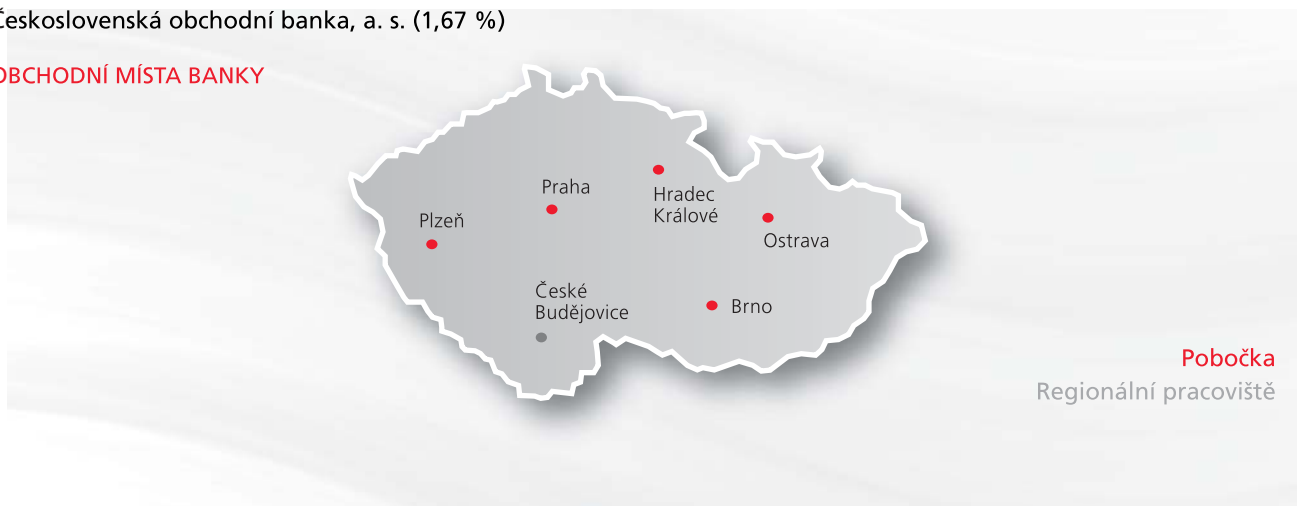 Československá obchodní banka, a. s. (1,67 %)
OBCHODNÍ MÍSTA BANKY
Praha
Hradec
Králové
Plzeň
Ostrava
České
Budějovice
Brno
Pobočka
Regionální pracoviště